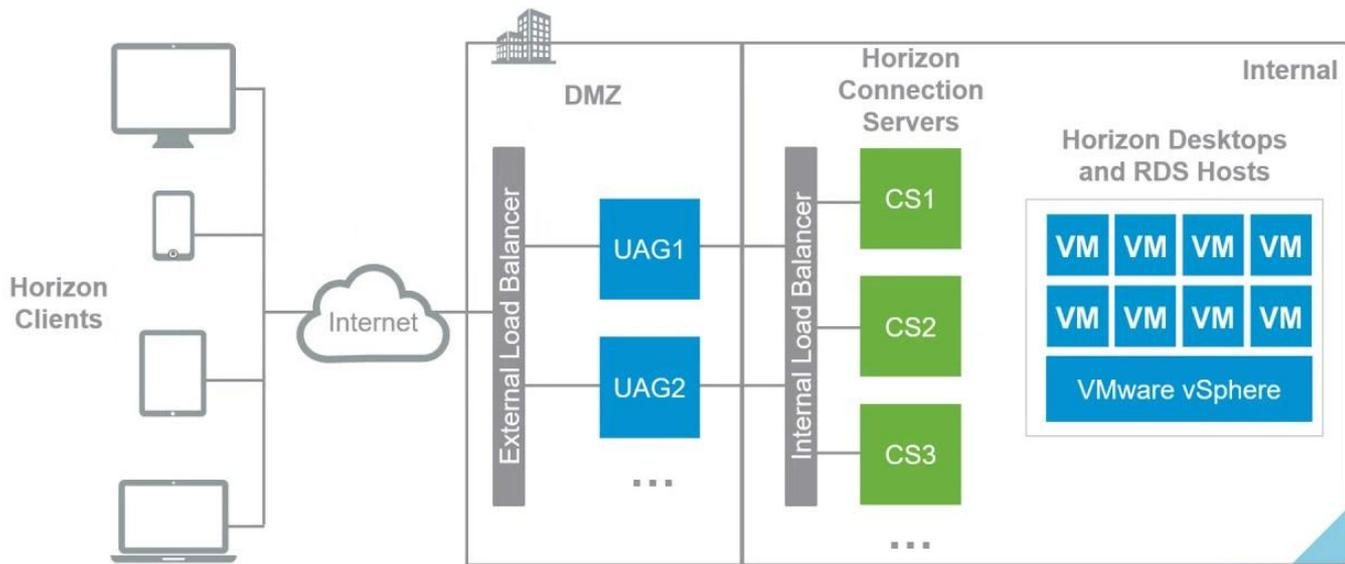 Horizon
Clients
Internet
DMZ
External Load Balancer
UAG1
UAG2
...
Internal Load Balancer
Horizon
Connection
Servers
CS1
CS2
CS3
...
Internal
Horizon Desktops
and RDS Hosts
VM VM VM VM
VM VM VM VM
VMware vSphere